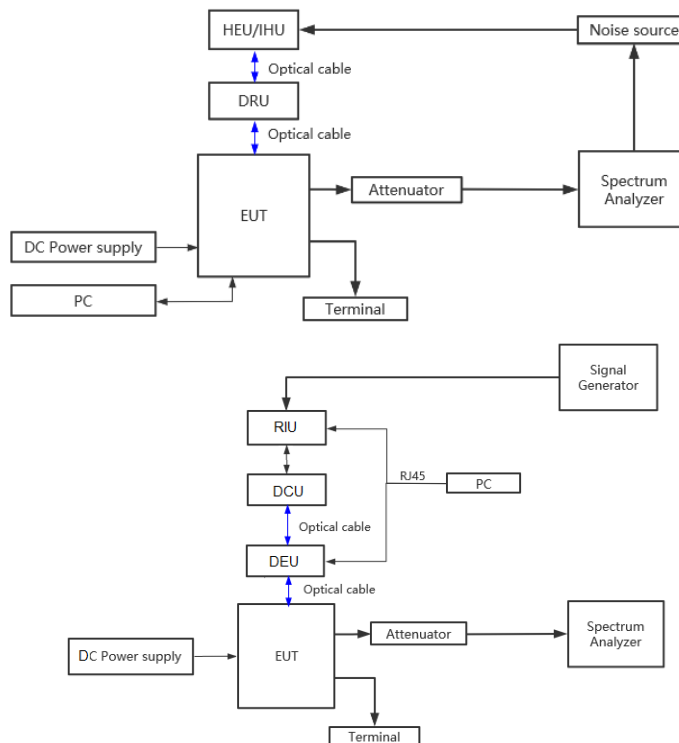 HEU/IHU
Noise source
Optical cable
DRU
Optical cable
EUT
Attenuator
Spectrum
Analyzer
DC Power supply
PC
Terminal
Signal
Generator
RIU
RJ45
PC
DCU
Optical cable
DEU
Optical cable
EUT
Attenuator
Spectrum
Analyzer
DC Power supply
Terminal